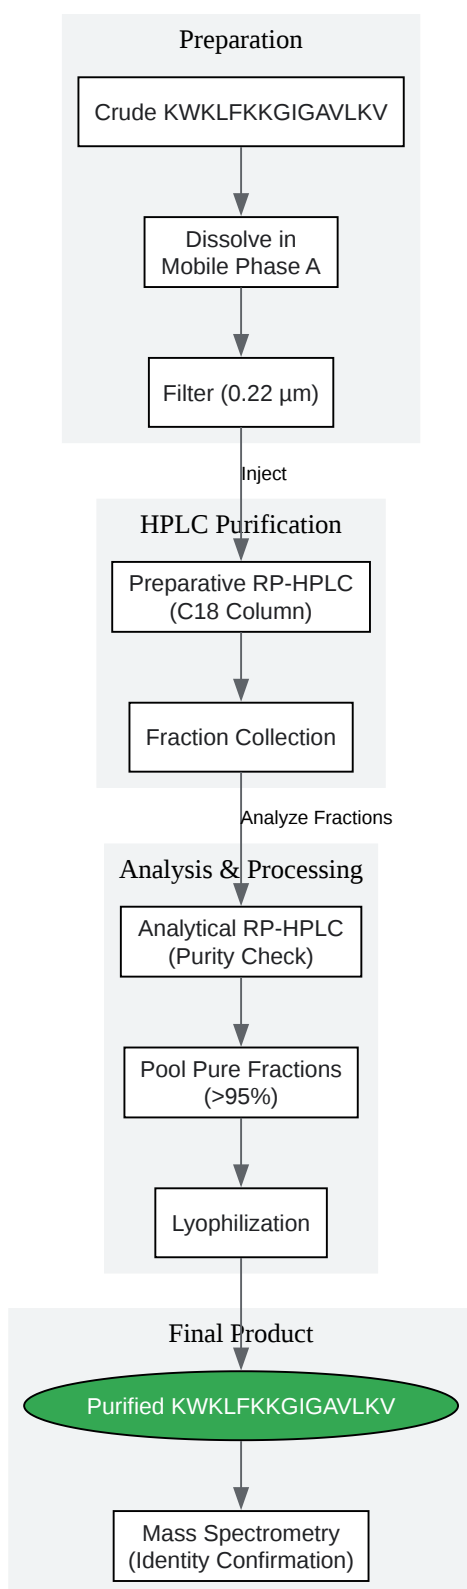 Preparation
Crude KWKLFKKGIGAVLKV
Dissolve in
Mobile Phase A
Filter (0.22 µm)
Inject
HPLC Purification
Preparative RP-HPLC
(C18 Column)
Fraction Collection
Analyze Fractions
Analysis & Processing
Analytical RP-HPLC
(Purity Check)
Pool Pure Fractions
(>95%)
Lyophilization
Final Product
Purified KWKLFKKGIGAVLKV
Mass Spectrometry
(Identity Confirmation)